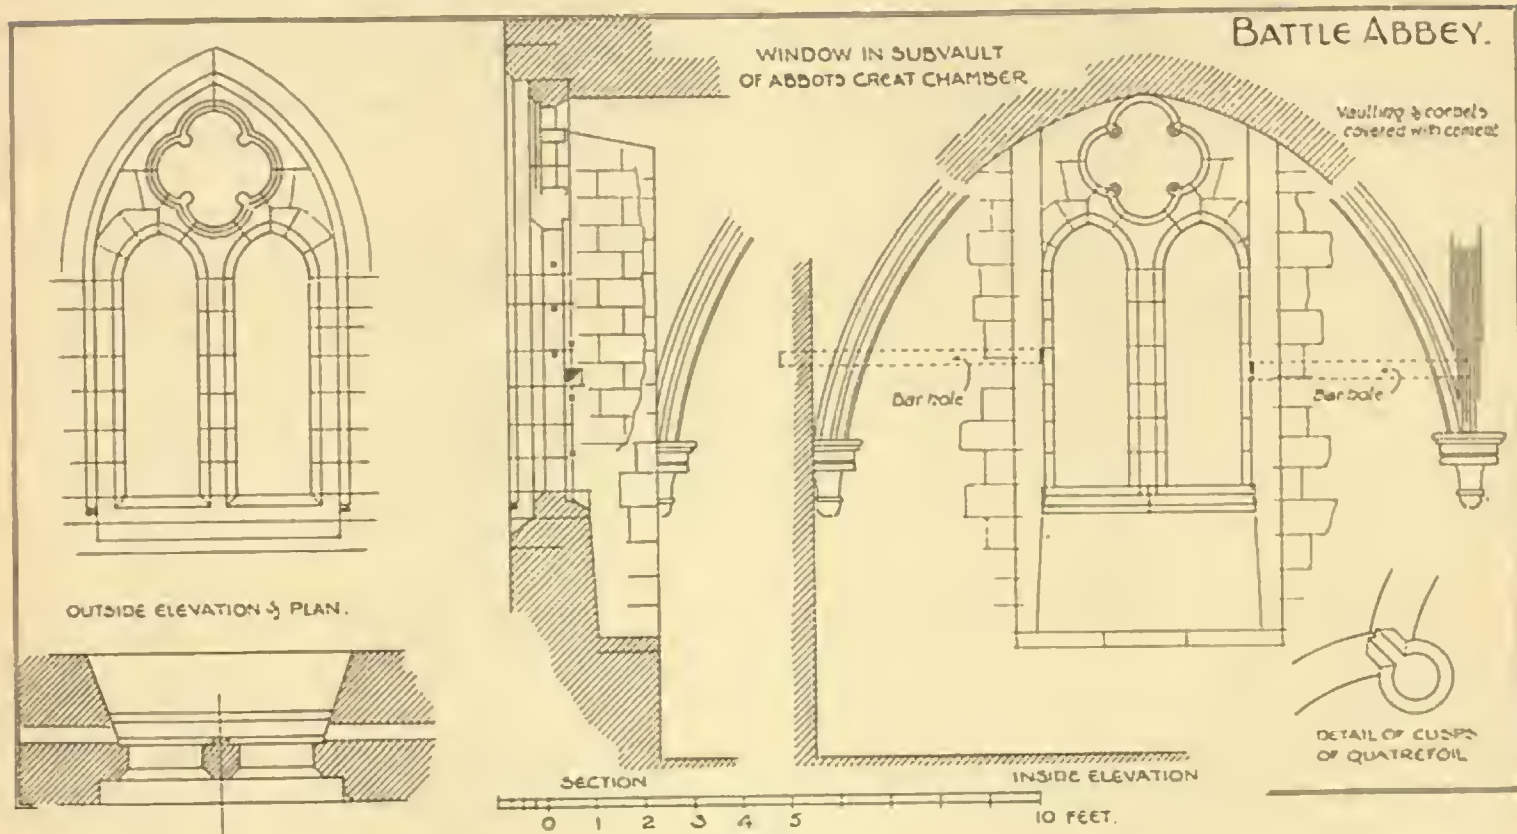 BATTLE ABBEY.
WINDOW IN SUBVAULT
OF ABBOTS GREAT CHAMBER
Vaulting & corbels
covered with cement
Bar hole
Bar hole
OUTSIDE ELEVATION & PLAN.
DETAIL OF CUSPS
OF QUATREFOIL
SECTION
INSIDE ELEVATION
0 1 2 3 4 5 10 FEET.